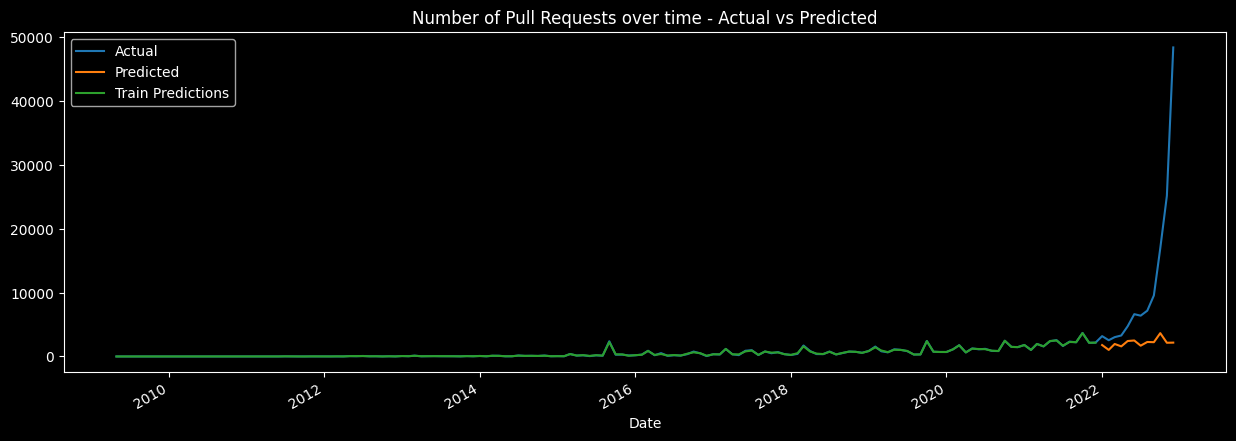 Number of Pull Requests over time - Actual vs Predicted
50000
40000
30000
20000
10000
0
Actual
Predicted
Train Predictions
2010
2012
2014
2016
2018
2020
2022
Date